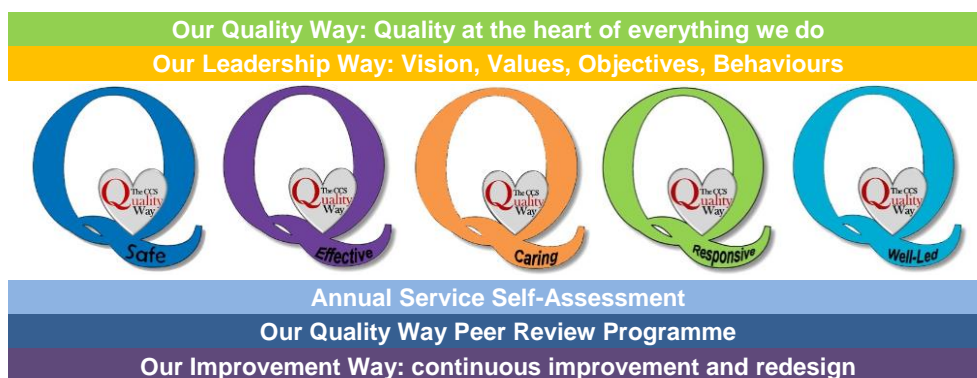 Our Quality Way: Quality at the heart of everything we do
Our Leadership Way: Vision, Values, Objectives, Behaviours
The CCS
Quality
Way
Safe
The CCS
Quality
Way
Effective
The CCS
Quality
Way
Caring
The CCS
Quality
Way
Responsive
The CCS
Quality
Way
Well-Led
Annual Service Self-Assessment
Our Quality Way Peer Review Programme
Our Improvement Way: continuous improvement and redesign